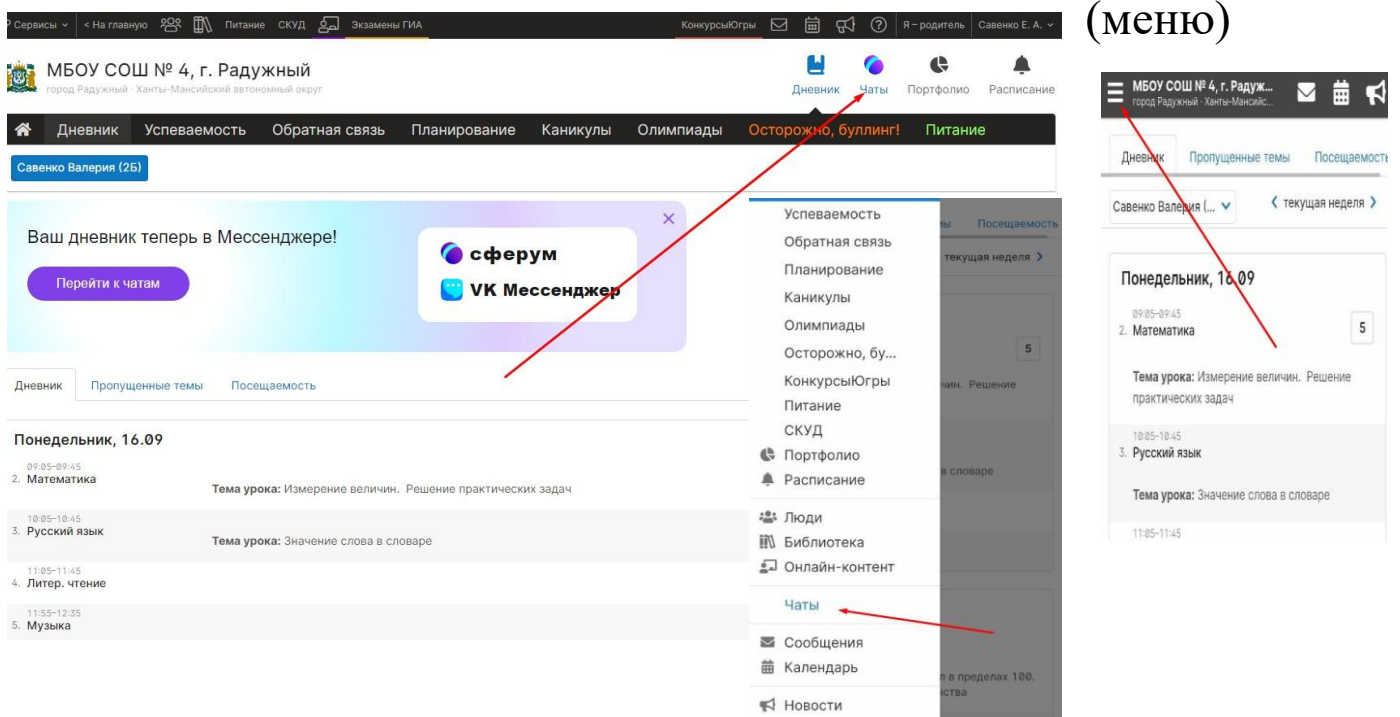 Сервисы
< На главную
Питание
СКУД
Экзамены ГИА
КонкурсыЮгры
Я – родитель
Савенко Е. А.
МБОУ СОШ № 4, г. Радужный
город Радужный · Ханты-Мансийский автономный округ
Дневник
Чаты
Портфолио
Расписание
Дневник
Успеваемость
Обратная связь
Планирование
Каникулы
Олимпиады
Осторожно, буллинг!
Питание
Савенко Валерия (2Б)
Ваш дневник теперь в Мессенджере!
Перейти к чатам
сферум
VK Мессенджер
Дневник
Пропущенные темы
Посещаемость
Понедельник, 16.09
09:05–09:45
2. Математика
Тема урока: Измерение величин. Решение практических задач
10:05–10:45
3. Русский язык
Тема урока: Значение слова в словаре
11:05–11:45
4. Литер. чтение
11:55–12:35
5. Музыка
Успеваемость
Обратная связь
Планирование
Каникулы
Олимпиады
Осторожно, бу...
КонкурсыЮгры
Питание
СКУД
Портфолио
Расписание
Люди
Библиотека
Онлайн-контент
Чаты
Сообщения
Календарь
Новости
Посещаемость
текущая неделя >
5
Решение
в словаре
в пределах 100.
(меню)
МБОУ СОШ № 4, г. Радуж...
город Радужный · Ханты-Мансийс...
Дневник
Пропущенные темы
Посещаемость
Савенко Валерия (...
< текущая неделя >
Понедельник, 16.09
09:05–09:45
2. Математика
5
Тема урока: Измерение величин. Решение
практических задач
10:05–10:45
3. Русский язык
Тема урока: Значение слова в словаре
11:05–11:45